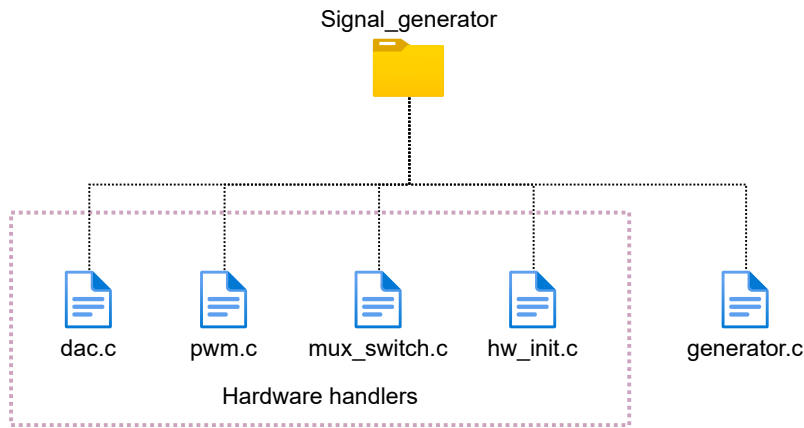 Signal_generator
dac.c
pwm.c
mux_switch.c
hw_init.c
generator.c
Hardware handlers